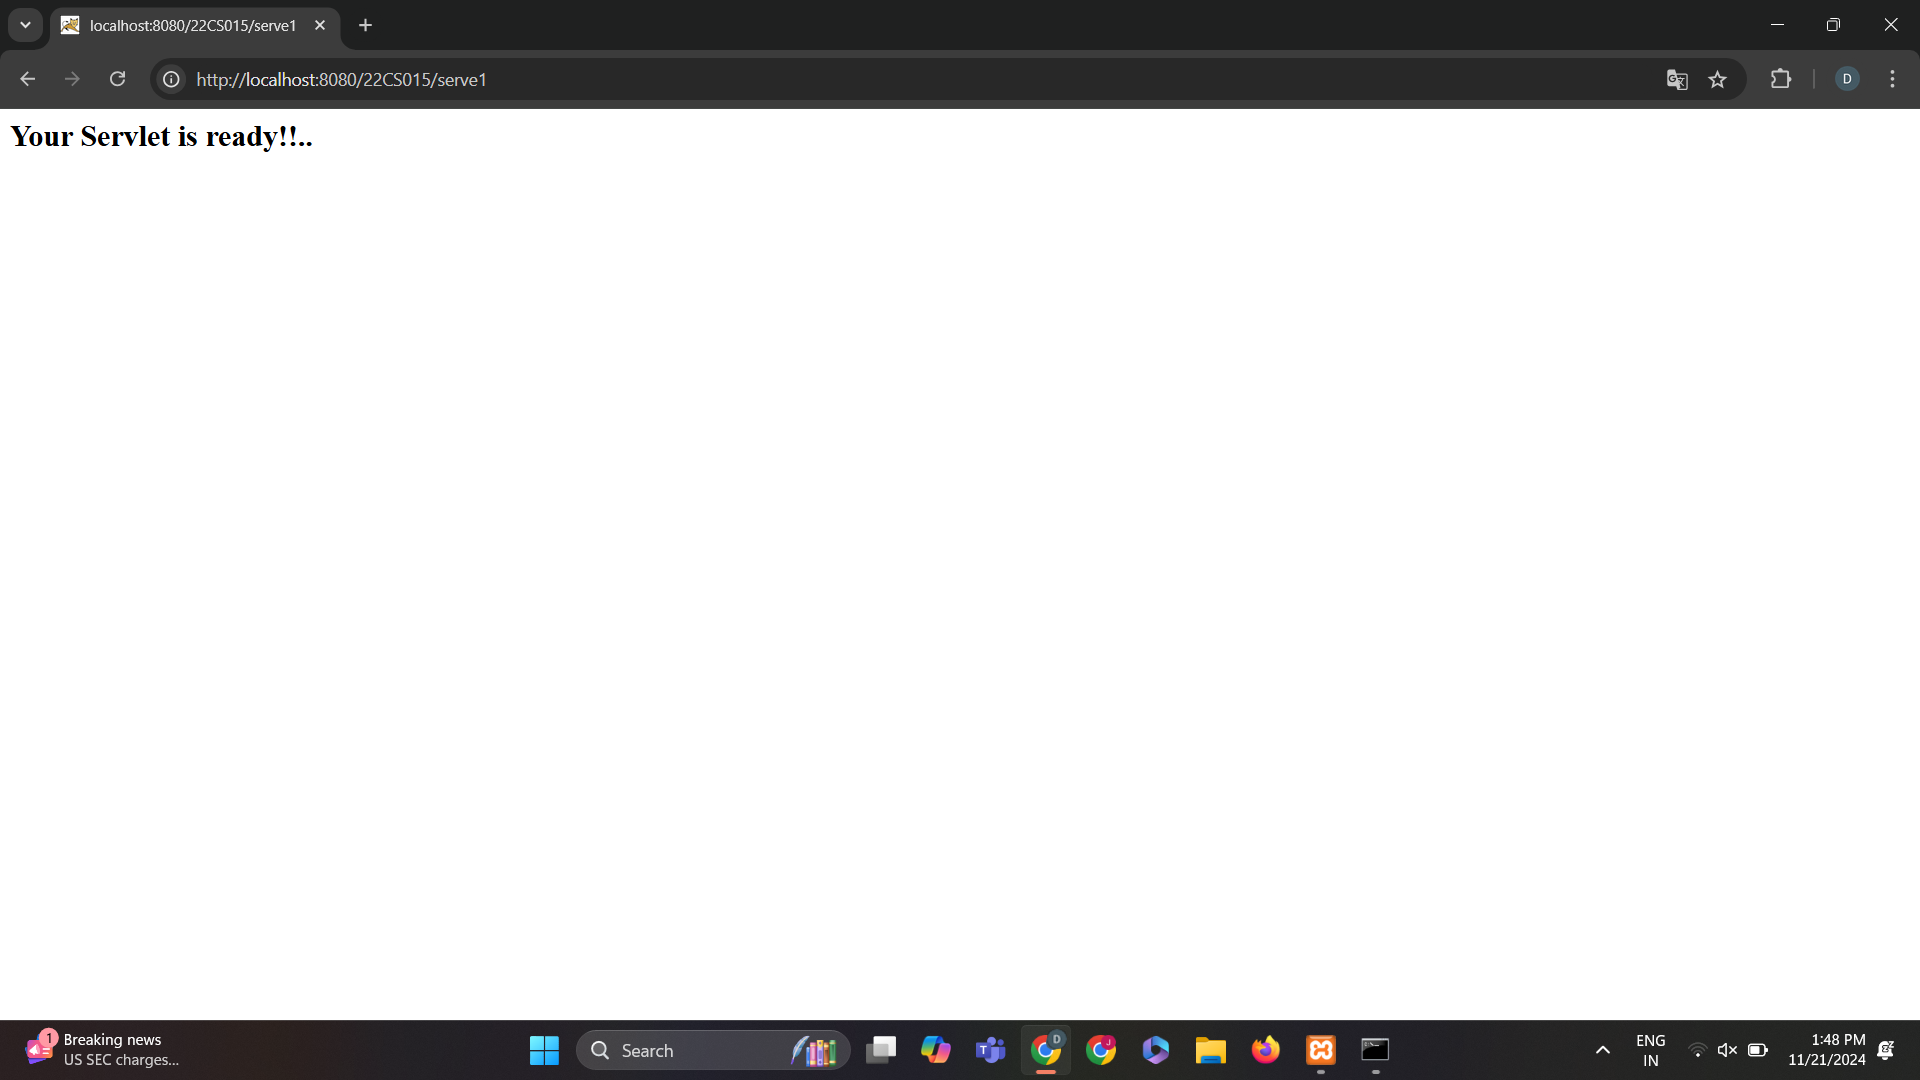 localhost:8080/22CS015/serve1
http://localhost:8080/22CS015/serve1
D
Your Servlet is ready!!..
1
Breaking news
US SEC charges...
Search
T
D
J
ENG
IN
1:48 PM
11/21/2024